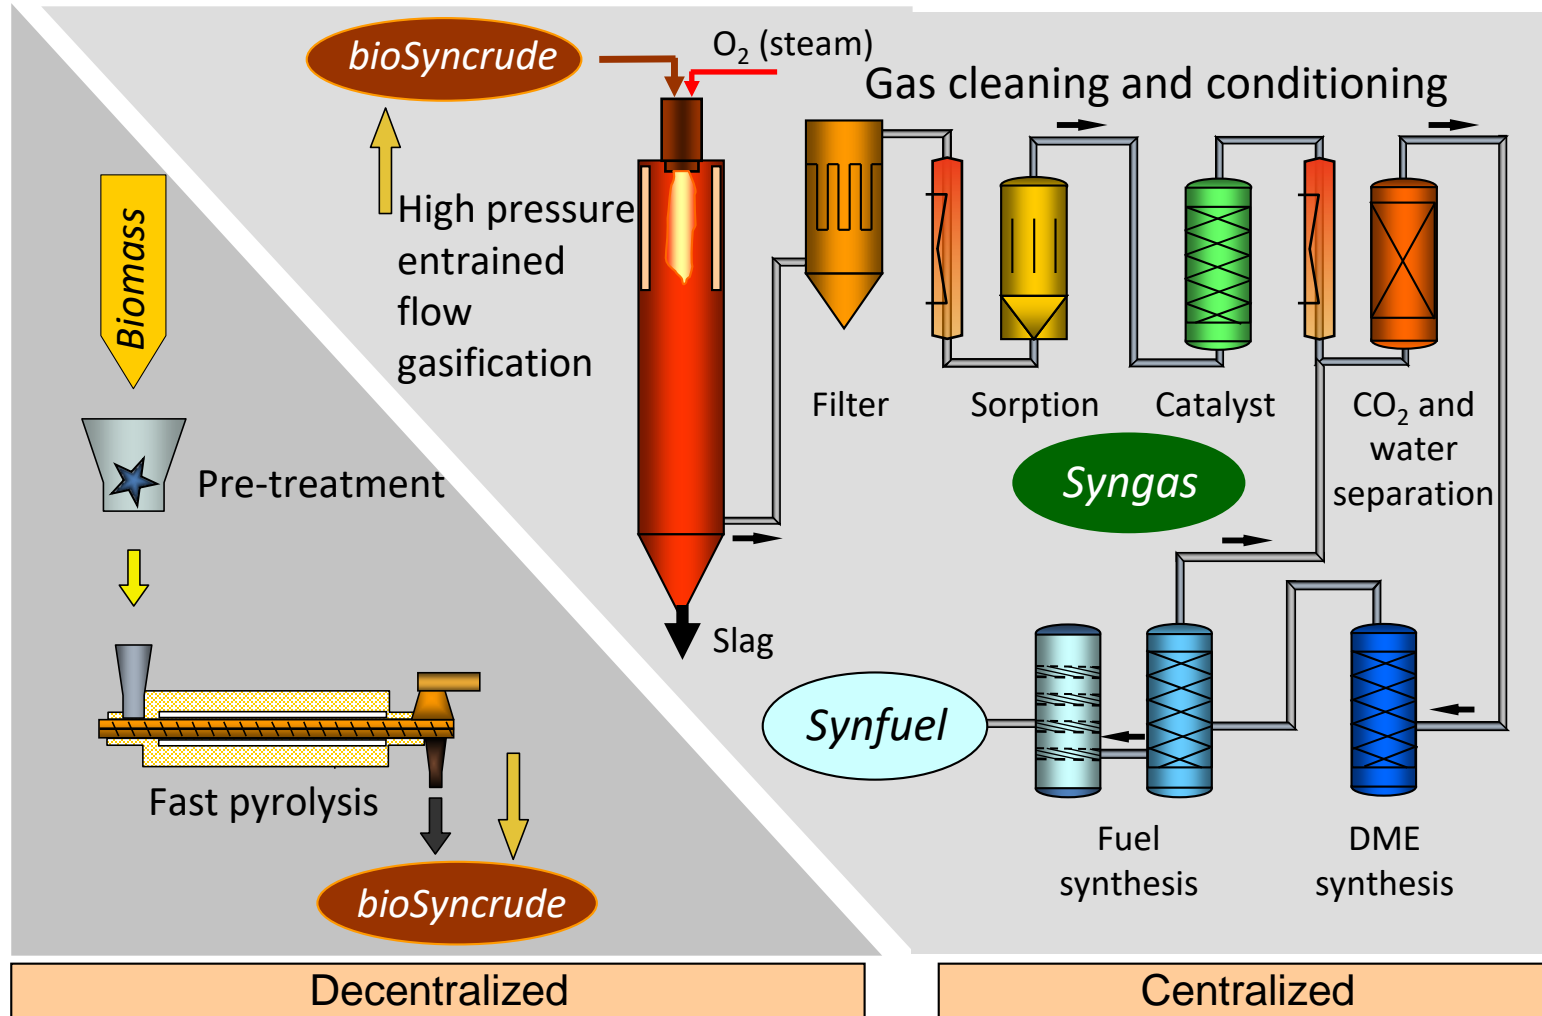 bioSyncrude
O₂ (steam)
Gas cleaning and conditioning
Biomass
High pressure
entrained
flow
gasification
Filter
Sorption
Catalyst
CO₂ and
water
separation
Pre-treatment
Syngas
Slag
Synfuel
Fast pyrolysis
Fuel
synthesis
DME
synthesis
bioSyncrude
Decentralized
Centralized